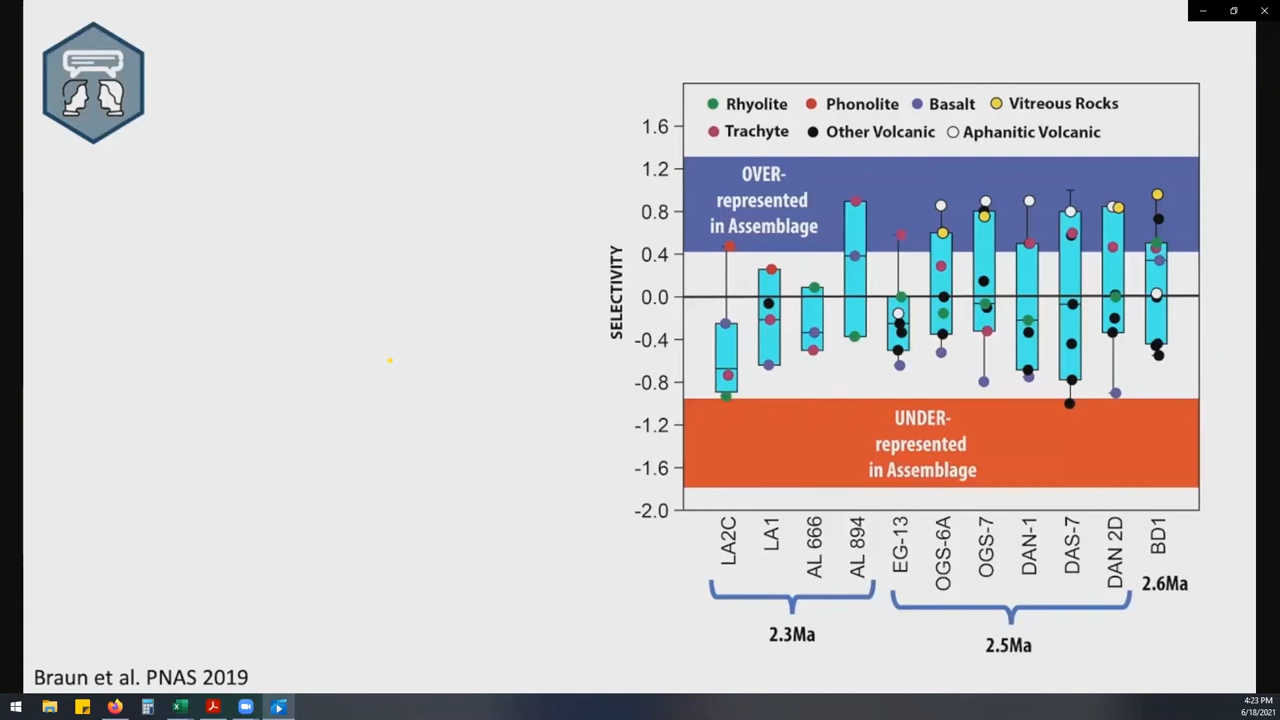 Rhyolite Phonolite Basalt Vitreous Rocks
Trachyte Other Volcanic Aphanitic Volcanic
OVER-
represented
in Assemblage
UNDER-
represented
in Assemblage
SELECTIVITY
1.6
1.2
0.8
0.4
0.0
-0.4
-0.8
-1.2
-1.6
-2.0
LA2C
LA1
AL 666
AL 894
EG-13
OGS-6A
OGS-7
DAN-1
DAS-7
DAN 2D
BD1
2.3Ma
2.5Ma
2.6Ma
Braun et al. PNAS 2019
4:23 PM
6/18/2021